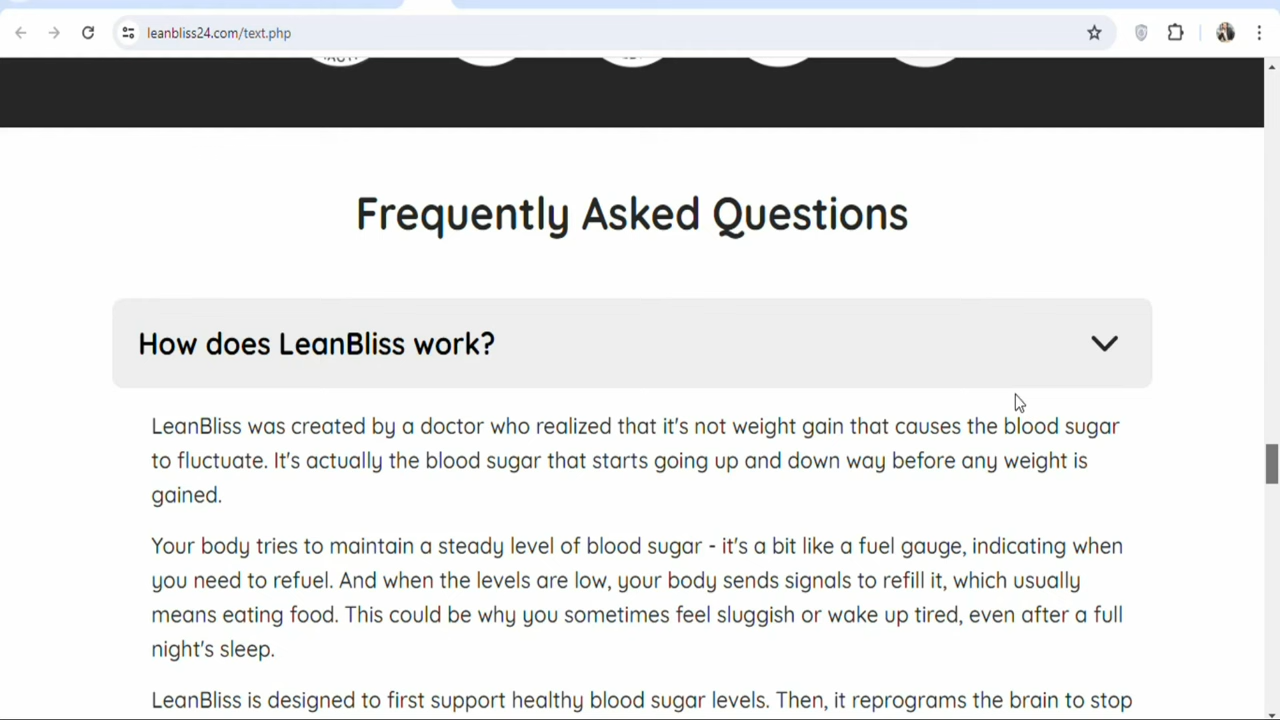 leanbliss24.com/text.php
Frequently Asked Questions
How does LeanBliss work?
LeanBliss was created by a doctor who realized that it's not weight gain that causes the blood sugar
to fluctuate. It's actually the blood sugar that starts going up and down way before any weight is
gained.
Your body tries to maintain a steady level of blood sugar - it's a bit like a fuel gauge, indicating when
you need to refuel. And when the levels are low, your body sends signals to refill it, which usually
means eating food. This could be why you sometimes feel sluggish or wake up tired, even after a full
night's sleep.
LeanBliss is designed to first support healthy blood sugar levels. Then, it reprograms the brain to stop